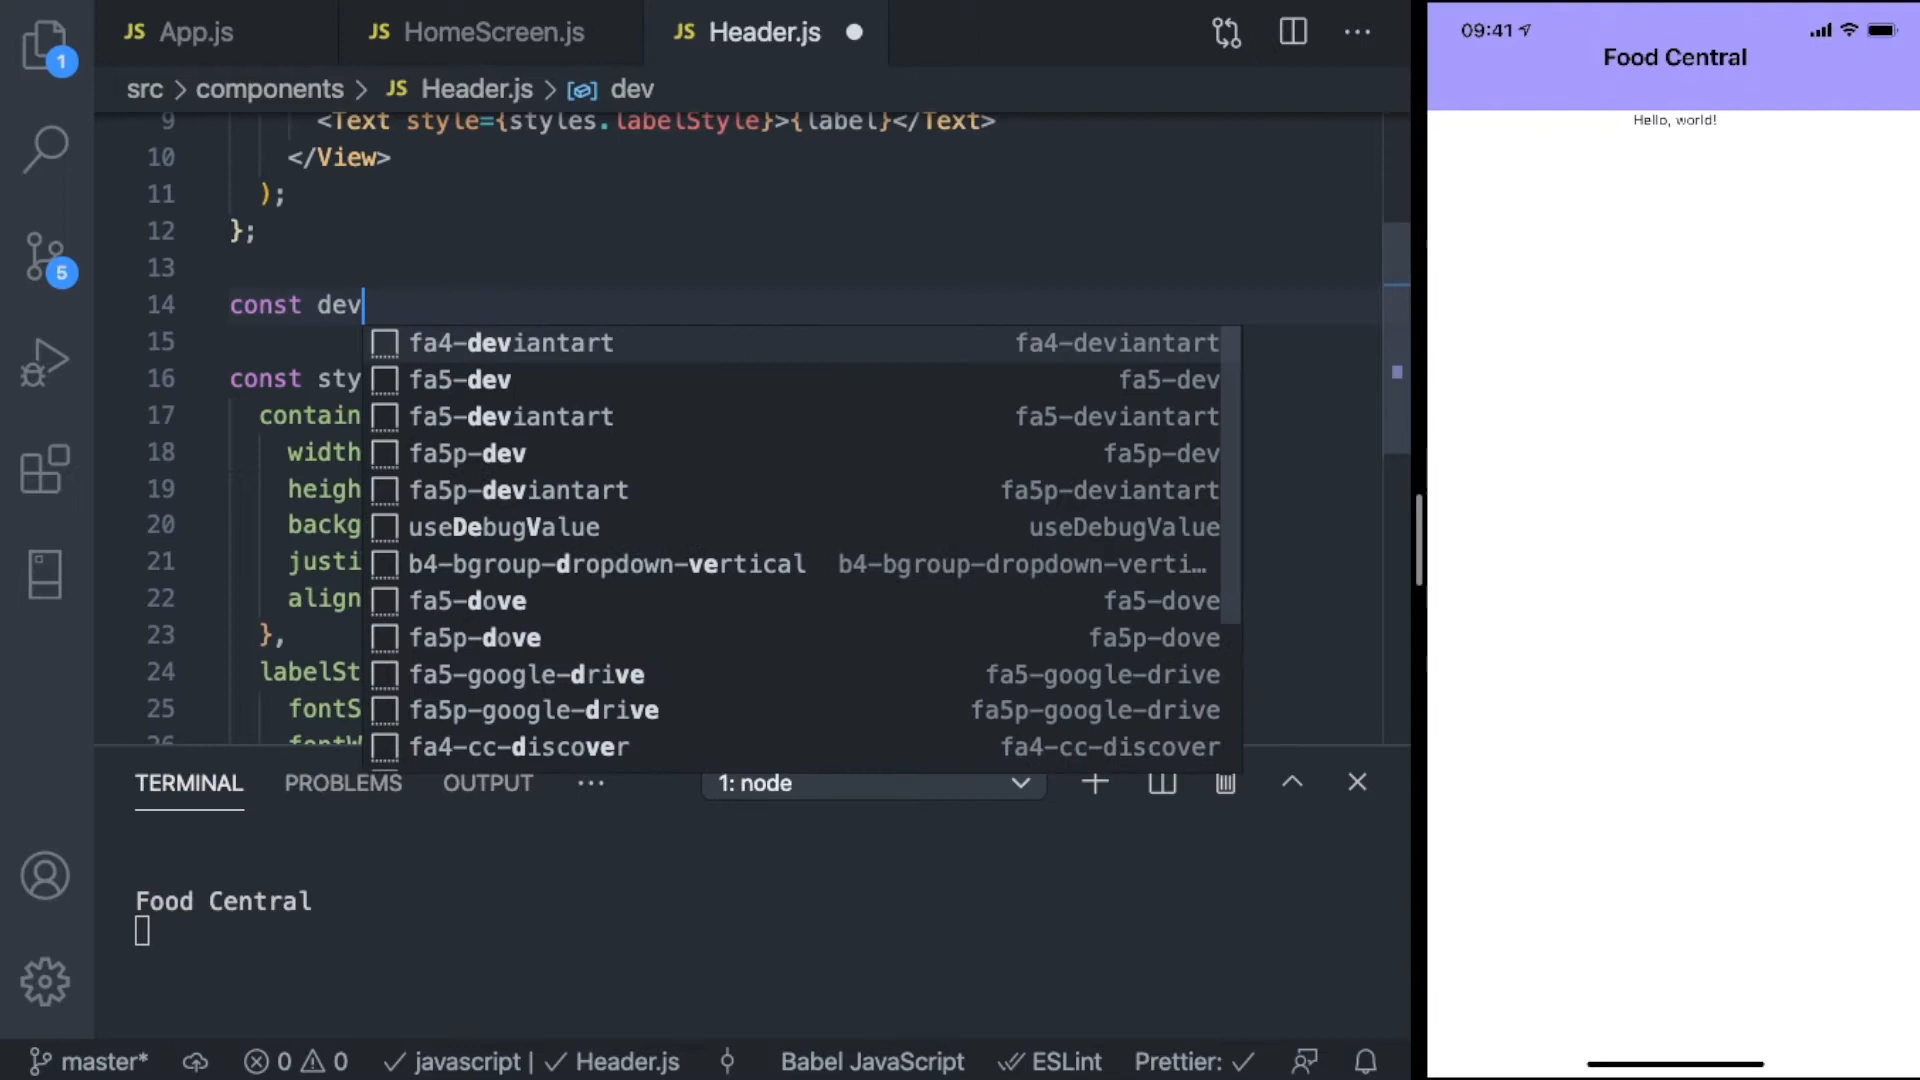 JS App.js
JS HomeScreen.js
JS Header.js
1
src > components > JS Header.js > dev
9 <Text style={styles.labelStyle}>{label}</Text>
10 </View>
11 );
12 };
13
14 const dev
15
16 const sty
17 contain
18 width
19 heigh
20 backg
21 justi
22 align
23 },
24 labelSt
25 fontS
26 fontW
5
fa4-deviantart fa4-deviantart
fa5-dev fa5-dev
fa5-deviantart fa5-deviantart
fa5p-dev fa5p-dev
fa5p-deviantart fa5p-deviantart
useDebugValue useDebugValue
b4-bgroup-dropdown-vertical b4-bgroup-dropdown-verti…
fa5-dove fa5-dove
fa5p-dove fa5p-dove
fa5-google-drive fa5-google-drive
fa5p-google-drive fa5p-google-drive
fa4-cc-discover fa4-cc-discover
TERMINAL PROBLEMS OUTPUT ··· 1: node
Food Central
master* 0 0 javascript | Header.js Babel JavaScript ESLint Prettier:
09:41
Food Central
Hello, world!